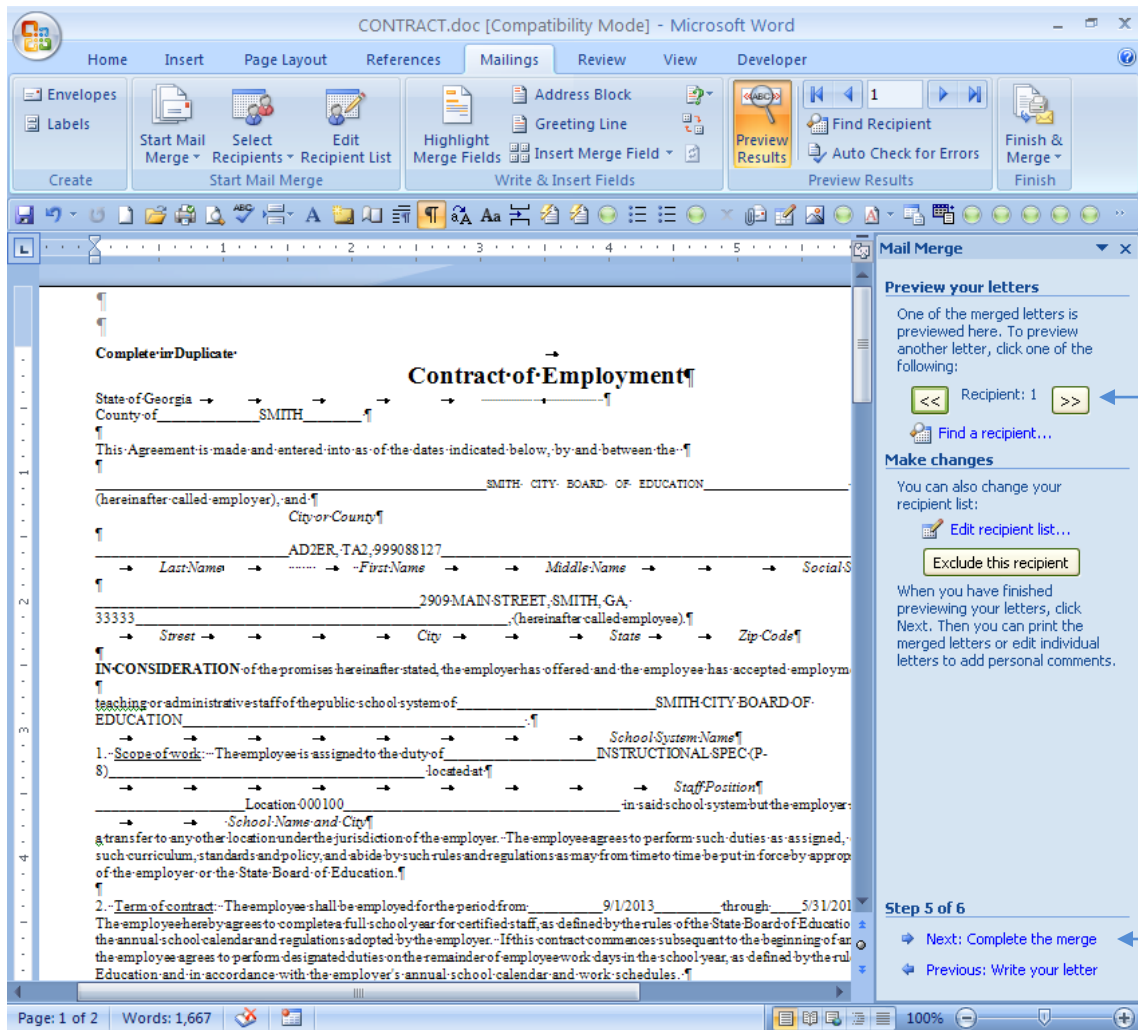 CONTRACT.doc [Compatibility Mode] - Microsoft Word
Home Insert Page Layout References Mailings Review View Developer
Envelopes
Labels
Create
Start Mail Merge
Select Recipients
Edit Recipient List
Start Mail Merge
Highlight Merge Fields
Address Block
Greeting Line
Insert Merge Field
Write & Insert Fields
«ABC»
Preview Results
1
Find Recipient
Auto Check for Errors
Preview Results
Finish & Merge
Finish
1 2 3 4 5
Mail Merge
Preview your letters
One of the merged letters is
previewed here. To preview
another letter, click one of the
following:
<< Recipient: 1 >>
Find a recipient...
Make changes
You can also change your
recipient list:
Edit recipient list...
Exclude this recipient
When you have finished
previewing your letters, click
Next. Then you can print the
merged letters or edit individual
letters to add personal comments.
Step 5 of 6
Next: Complete the merge
Previous: Write your letter
¶
¶
Complete·in·Duplicate·
Contract·of·Employment¶
State·of·Georgia
County·of______________SMITH________·¶
¶
This·Agreement·is·made·and·entered·into·as·of·the·dates·indicated·below,·by·and·between·the··¶
¶
SMITH· CITY· BOARD· OF· EDUCATION
(hereinafter·called·employer),·and·¶
City·or·County¶
¶
AD2ER,·TA2,·999088127
Last·Name First·Name Middle·Name Social·S
¶
2909·MAIN·STREET,·SMITH,·GA,·
33333________,·(hereinafter·called·employee).¶
Street City State Zip·Code¶
¶
IN·CONSIDERATION·of·the·promises·hereinafter·stated,·the·employer·has·offered·and·the·employee·has·accepted·employm
¶
teaching·or·administrative·staff·of·the·public·school·system·of________SMITH·CITY·BOARD·OF·
EDUCATION________·¶
School·System·Name¶
1.··Scope·of·work:··The·employee·is·assigned·to·the·duty·of________INSTRUCTIONAL·SPEC·(P-
8)________·located·at¶
Staff·Position¶
Location·000100________·in·said·school·system·but·the·employer·
School·Name·and·City¶
a·transfer·to·any·other·location·under·the·jurisdiction·of·the·employer.··The·employee·agrees·to·perform·such·duties·as·assigned,·
such·curriculum,·standards·and·policy,·and·abide·by·such·rules·and·regulations·as·may·from·time·to·time·be·put·in·force·by·approp
of·the·employer·or·the·State·Board·of·Education.¶
¶
2.··Term·of·contract:··The·employee·shall·be·employed·for·the·period·from________9/1/2013________through____5/31/201
The·employee·hereby·agrees·to·complete·a·full·school·year·for·certified·staff,·as·defined·by·the·rules·of·the·State·Board·of·Educatio
the·annual·school·calendar·and·regulations·adopted·by·the·employer.··If·this·contract·commences·subsequent·to·the·beginning·of·an
the·employee·agrees·to·perform·designated·duties·on·the·remainder·of·employee·work·days·in·the·school·year,·as·defined·by·the·rul
Education·and·in·accordance·with·the·employer's·annual·school·calendar·and·work·schedules.·¶
Page: 1 of 2 Words: 1,667 100%